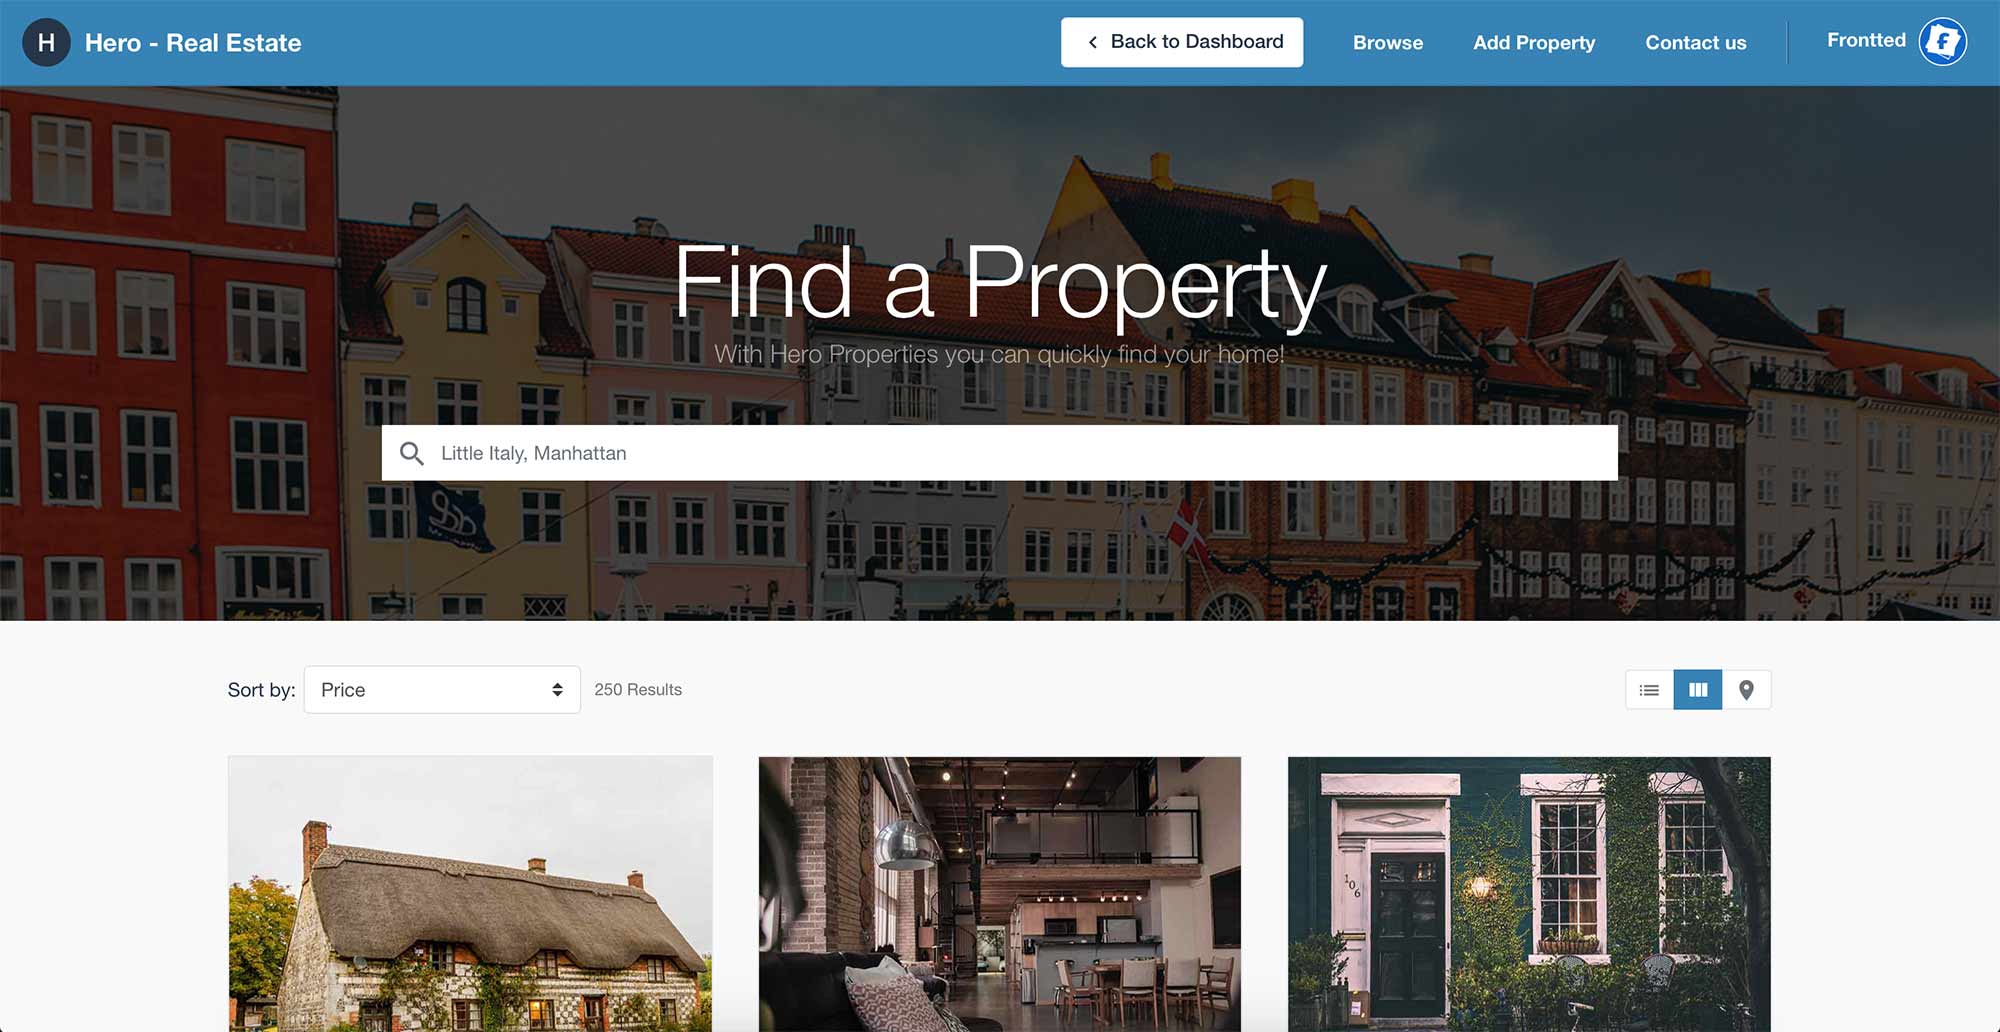 H
Hero - Real Estate
Back to Dashboard
Browse
Add Property
Contact us
Frontted
f
Find a Property
With Hero Properties you can quickly find your home!
Little Italy, Manhattan
Sort by:
Price
250 Results
106